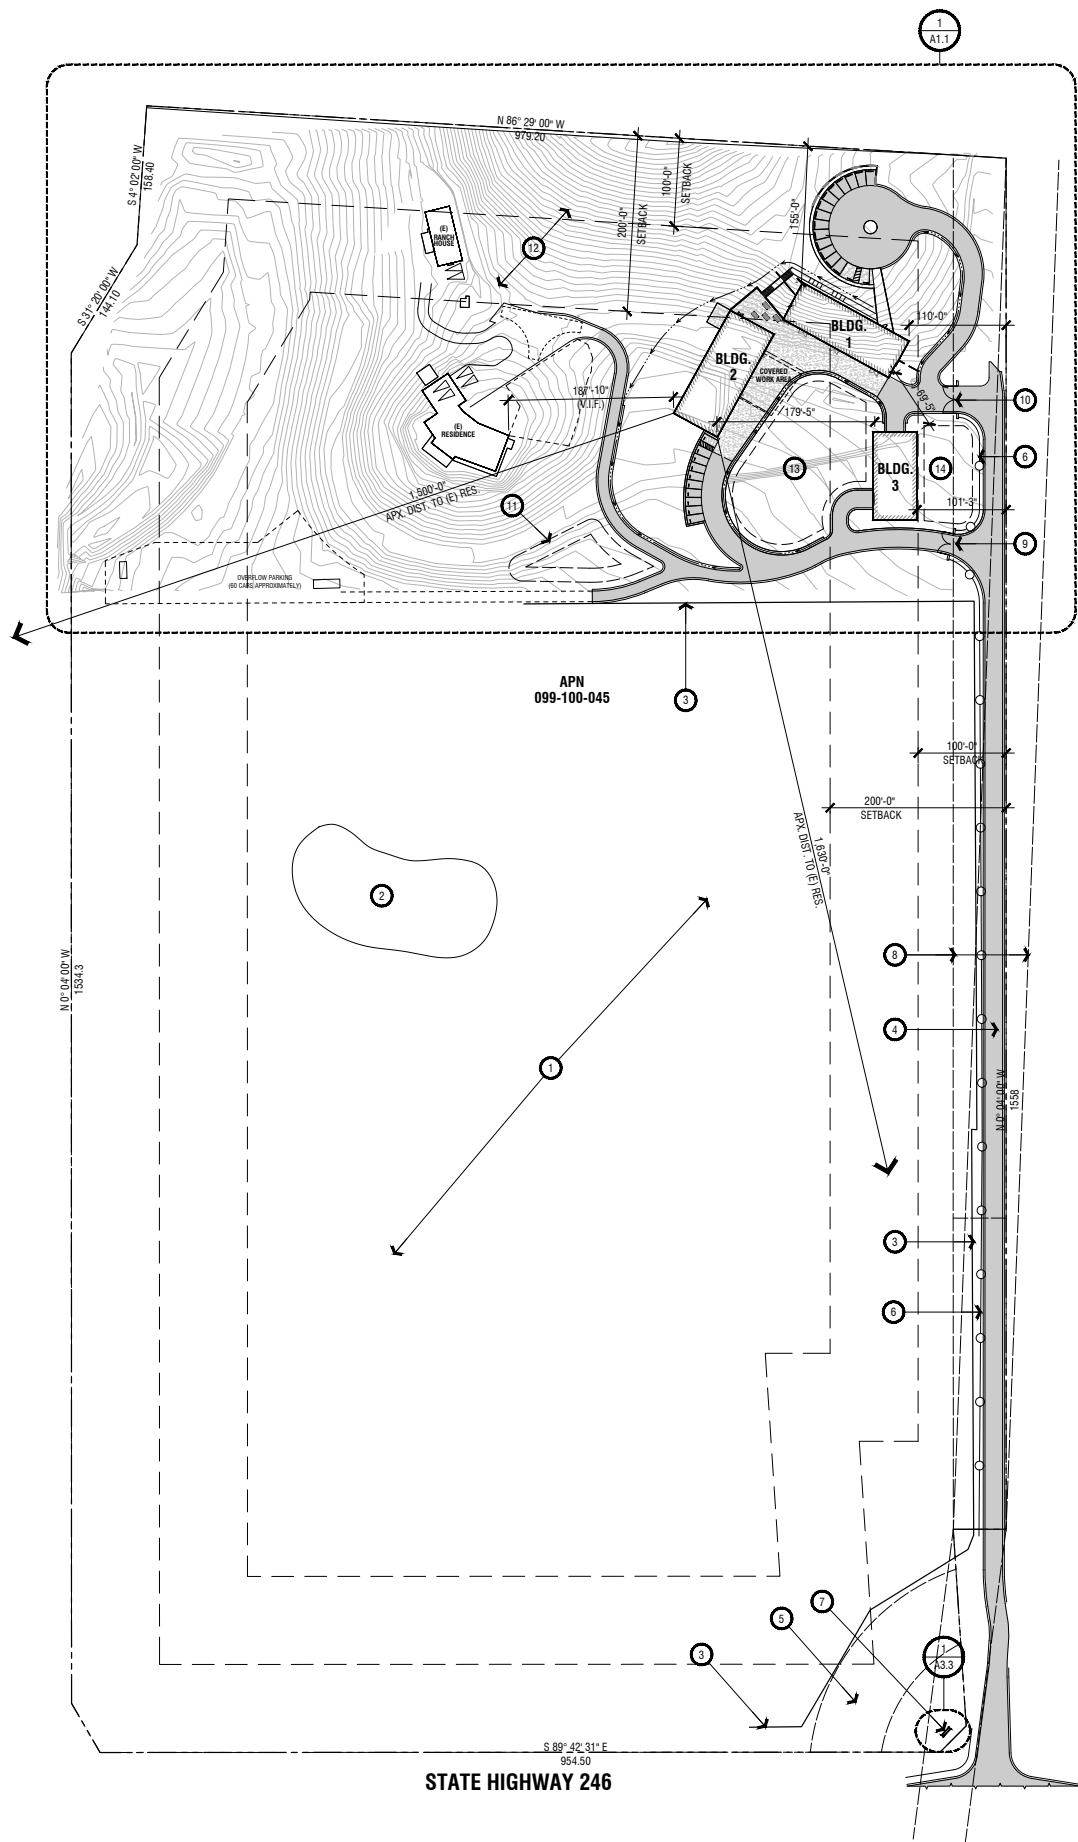 1
A1.1
N 86° 29' 00" W
979.20
S 4° 02' 00" W
158.40
S 31° 20' 00" W
144.10
100'-0"
SETBACK
200'-0"
SETBACK
155'-0"
(E)
RANCH
HOUSE
12
BLDG.
1
110'-0"
BLDG.
2
COVERED
WORK AREA
187'-10"
(V.I.F.)
69'-5"
10
179'-5"
(E)
RESIDENCE
6
13
BLDG.
3
14
1,500'-0"
APX. DIST. TO (E) RES.
11
101'-3"
9
OVERFLOW PARKING
(60 CARS APPROXIMATELY)
APN
099-100-045
3
100'-0"
SETBACK
200'-0"
SETBACK
1,630'-0"
APX. DIST. TO (E) RES.
2
8
N 0° 04' 00" W
1534.3
4
1
N 0° 04' 00" W
1558
3
6
7
5
3
1
A3.3
S 89° 42' 31" E
954.50
STATE HIGHWAY 246